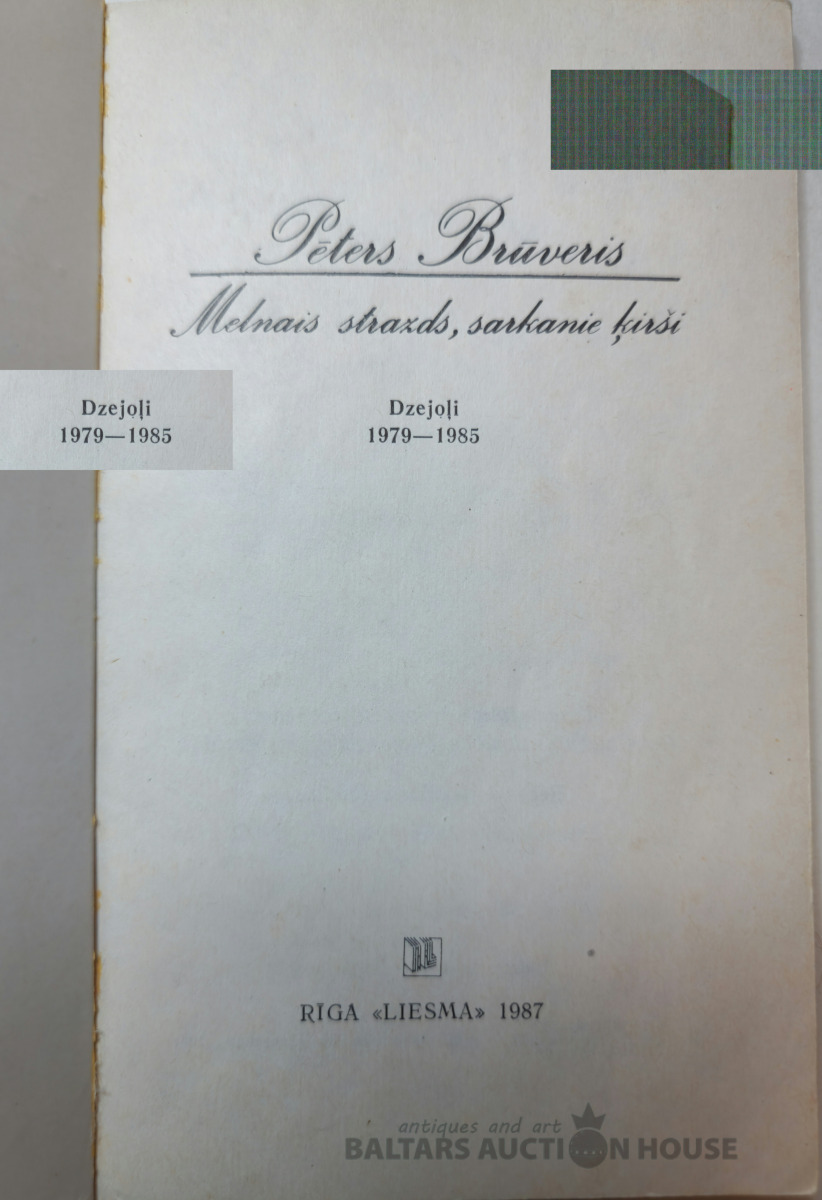 Pēters Brūveris
Melnais strazds, sarkanie ķirši
Dzejoļi
1979—1985
Dzejoļi
1979—1985
RĪGA «LIESMA» 1987
antiques and art
BALTARS AUCTION HOUSE